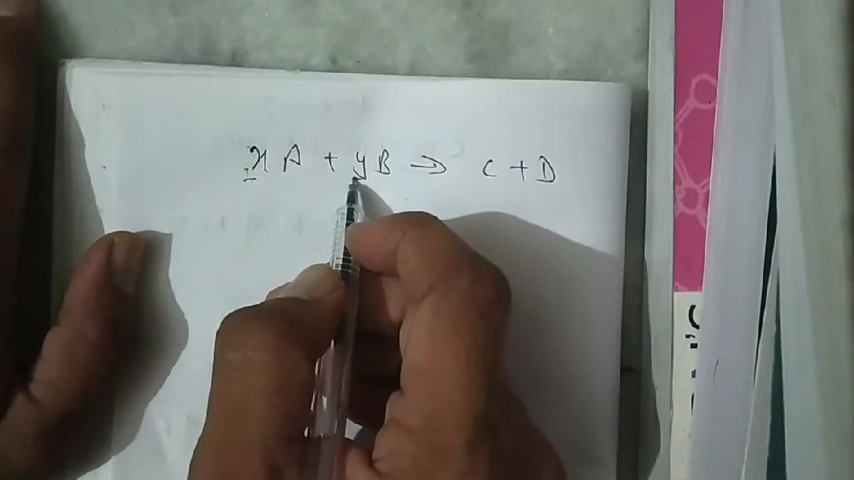 xA + yB → C + D